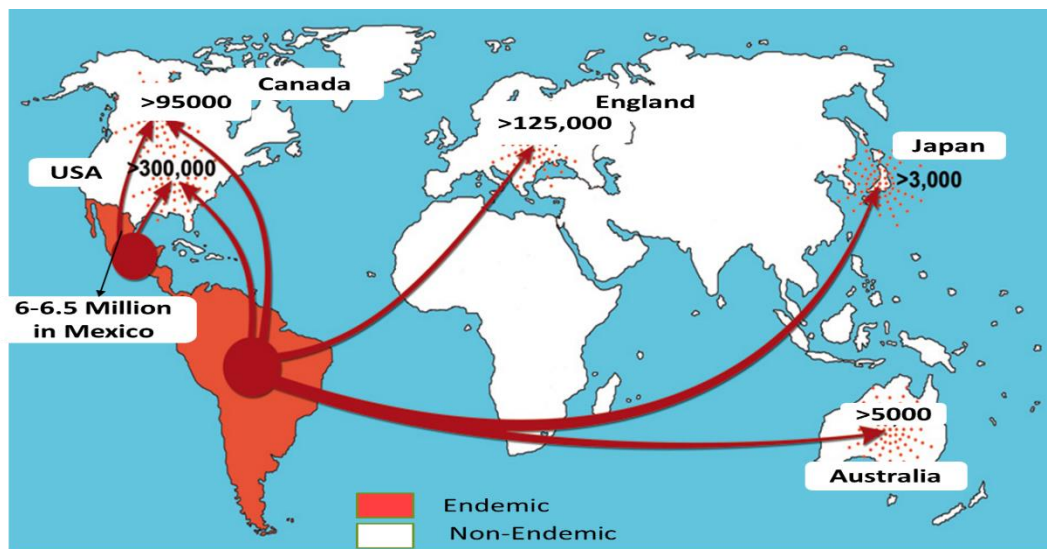 Canada
>95000
England
>125,000
USA
>300,000
Japan
>3,000
6-6.5 Million
in Mexico
>5000
Australia
Endemic
Non-Endemic